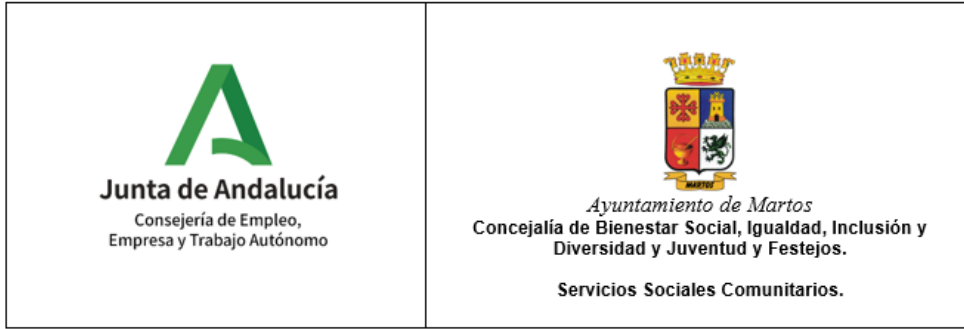 Junta de Andalucía
Consejería de Empleo,
Empresa y Trabajo Autónomo
MARTOS
Ayuntamiento de Martos
Concejalía de Bienestar Social, Igualdad, Inclusión y
Diversidad y Juventud y Festejos.
Servicios Sociales Comunitarios.